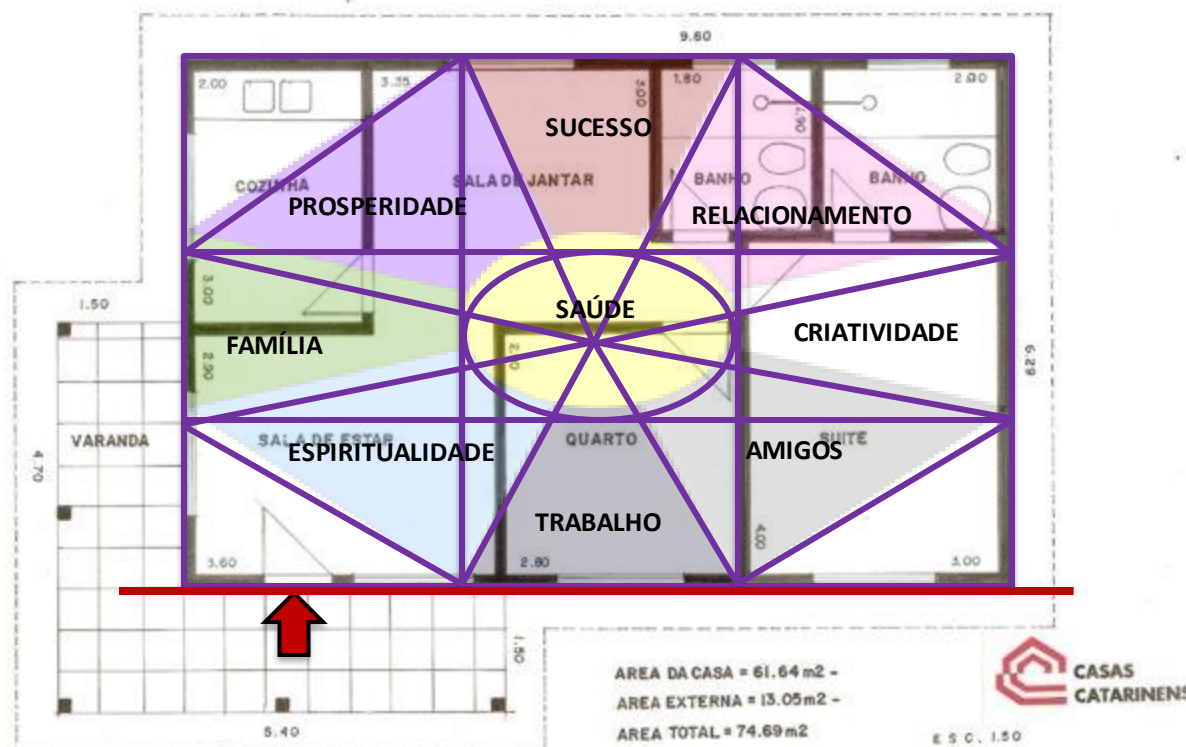 9.80
2.00
3.35
3.00
1.80
1.90
2.90
SUCESSO
COZINHA
SALA DE JANTAR
BANHO
BANHO
PROSPERIDADE
RELACIONAMENTO
1.50
3.00
SAÚDE
CRIATIVIDADE
FAMÍLIA
2.90
6.29
VARANDA
SALA DE ESTAR
QUARTO
SUITE
ESPIRITUALIDADE
AMIGOS
4.70
TRABALHO
4.00
3.60
2.80
3.00
1.50
5.40
AREA DA CASA = 61.64 m2 -
AREA EXTERNA = 13.05 m2 -
AREA TOTAL = 74.69 m2
CASAS
CATARINENS
ESC. 1.50